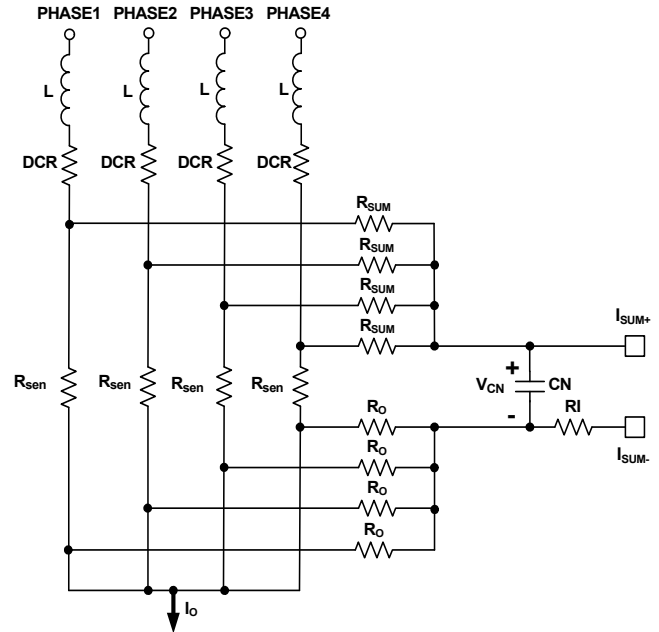 PHASE1 PHASE2 PHASE3 PHASE4
L L L L
DCR DCR DCR DCR
RSUM
RSUM
RSUM
RSUM
ISUM+
Rsen Rsen Rsen Rsen
+
VCN CN
-
RI
ISUM-
RO
RO
RO
RO
IO